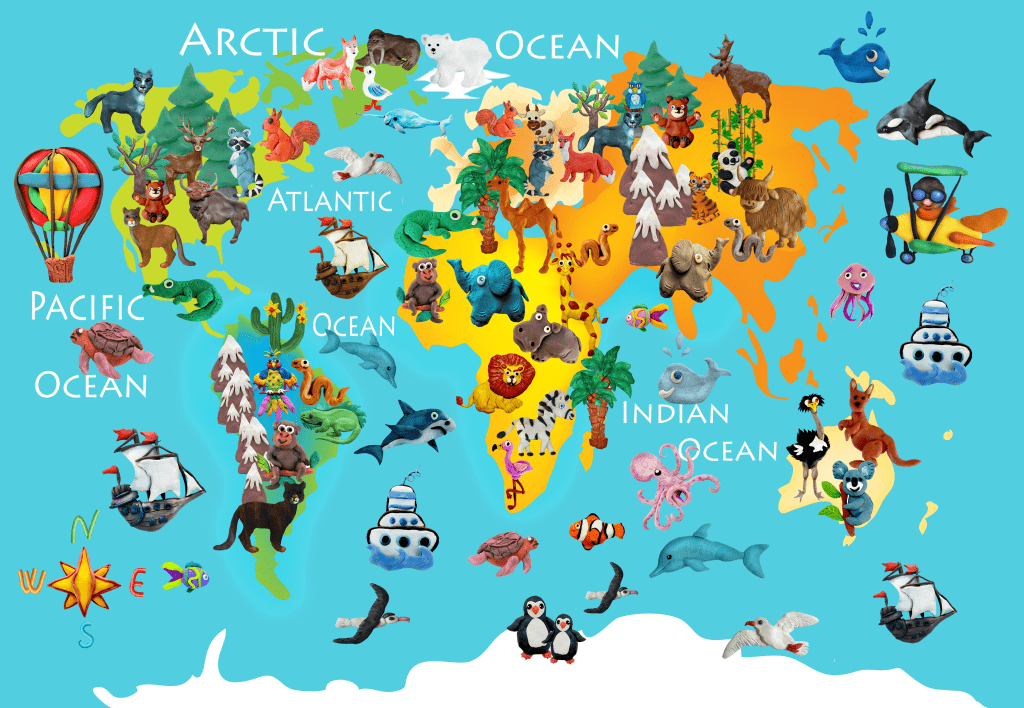 Arctic Ocean
Atlantic
Pacific
Ocean
Ocean
Indian
Ocean
N
W E
S